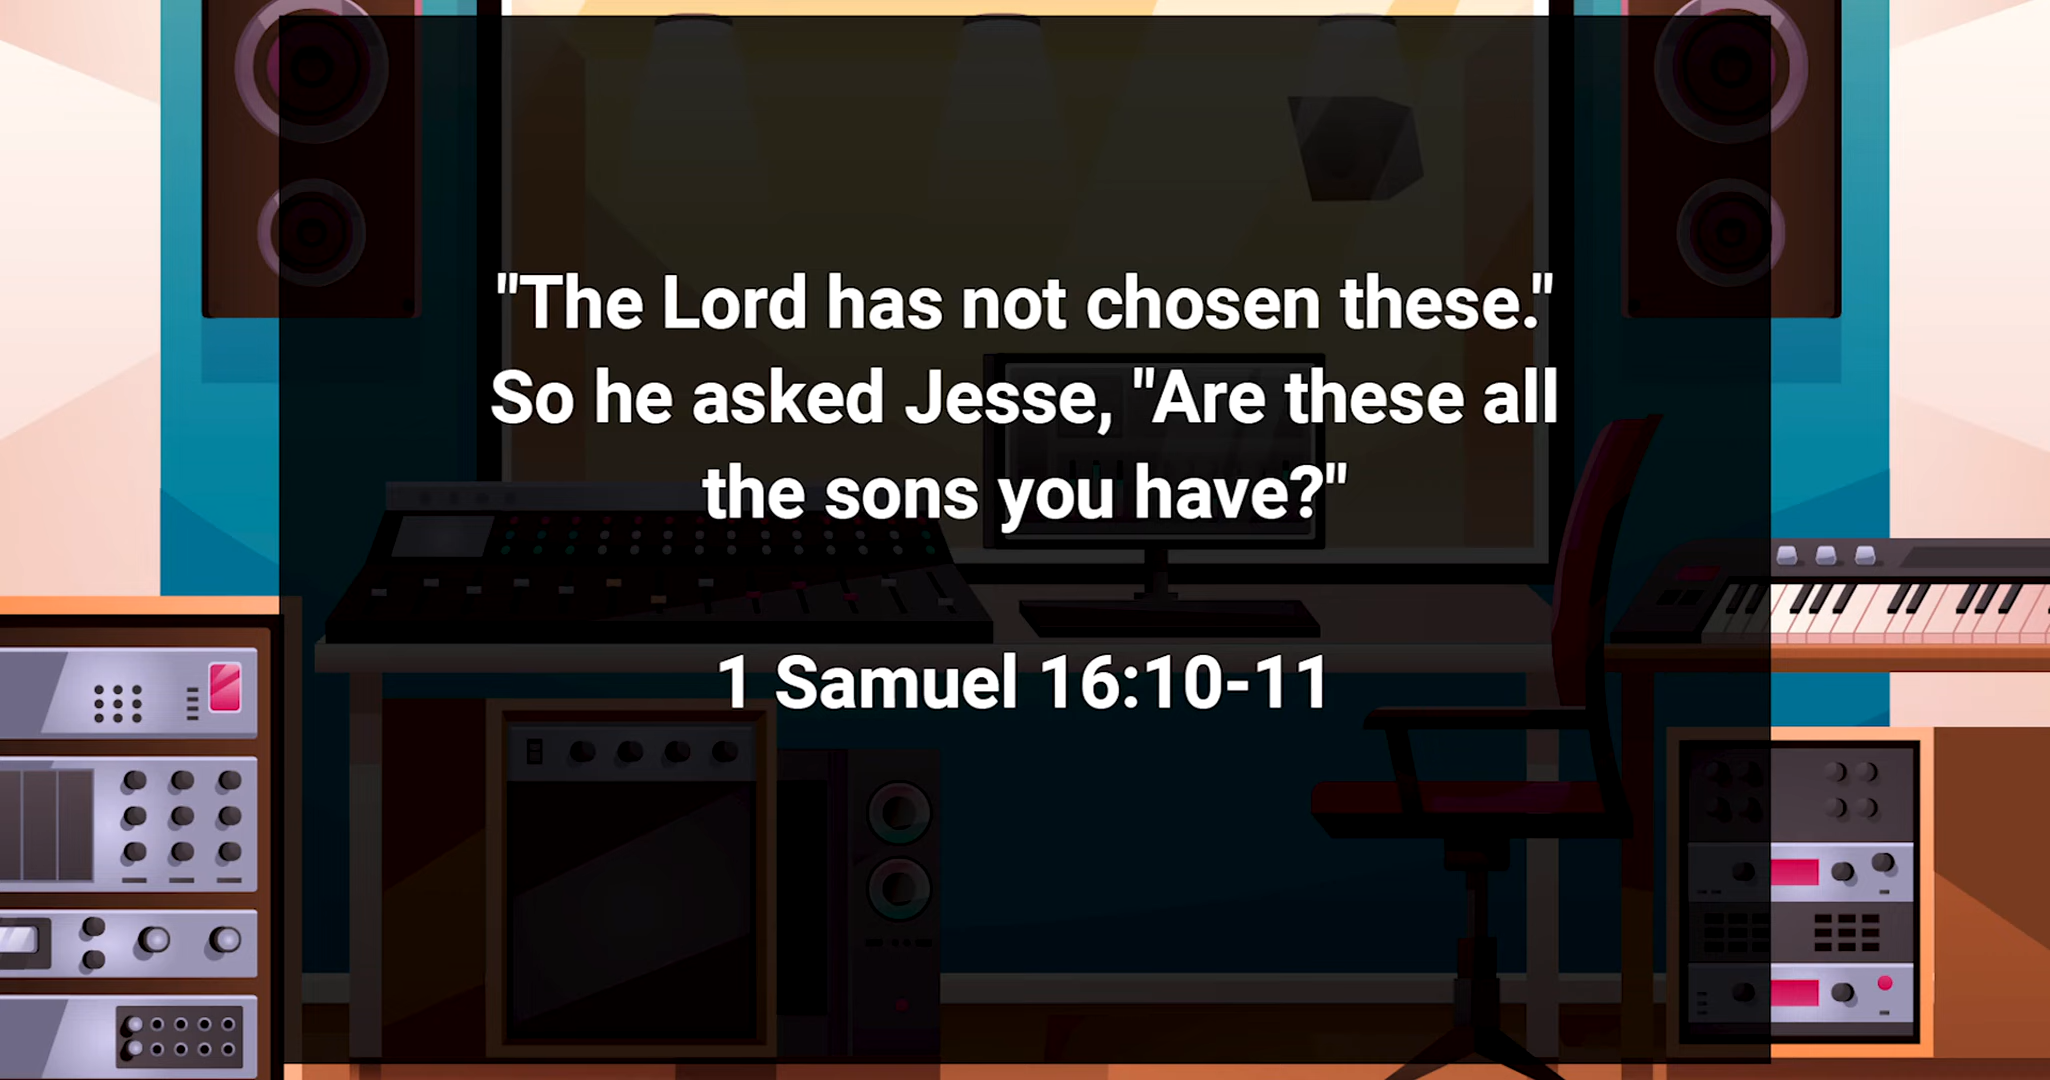 "The Lord has not chosen these."
So he asked Jesse, "Are these all
the sons you have?"
1 Samuel 16:10-11